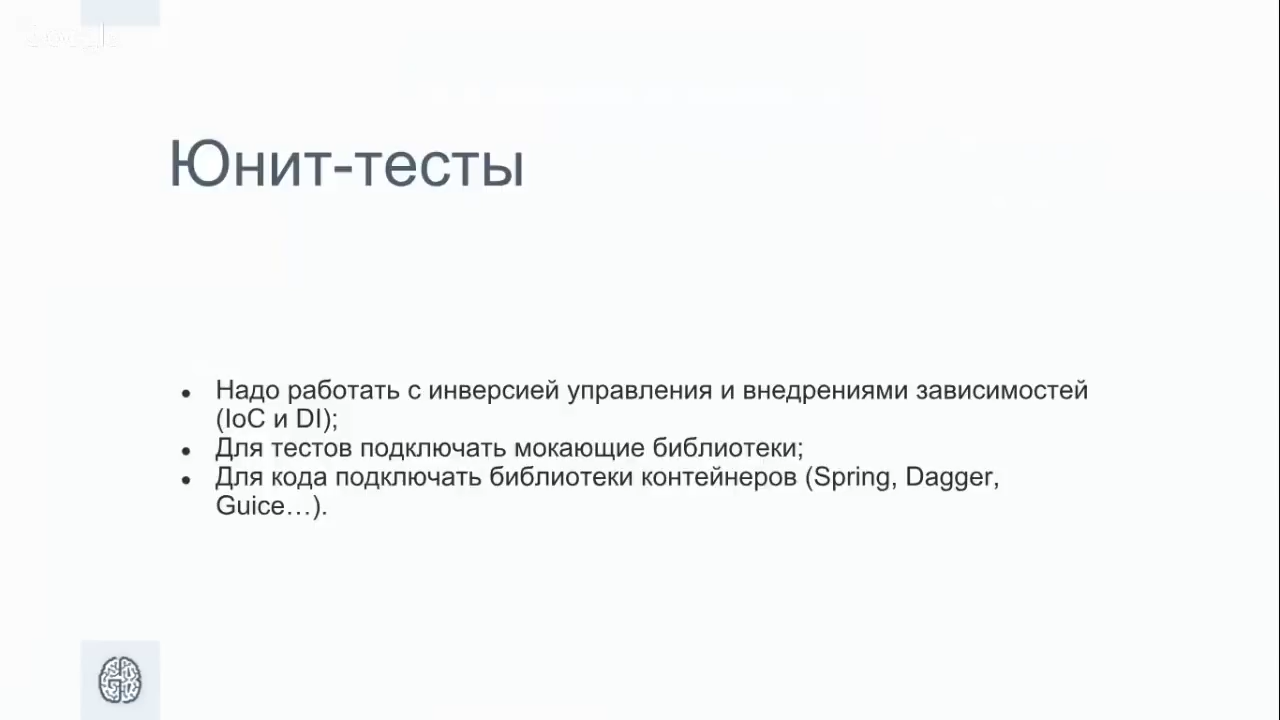 Юнит-тесты
● Надо работать с инверсией управления и внедрениями зависимостей
(IoC и DI);
● Для тестов подключать мокающие библиотеки;
● Для кода подключать библиотеки контейнеров (Spring, Dagger,
Guice…).